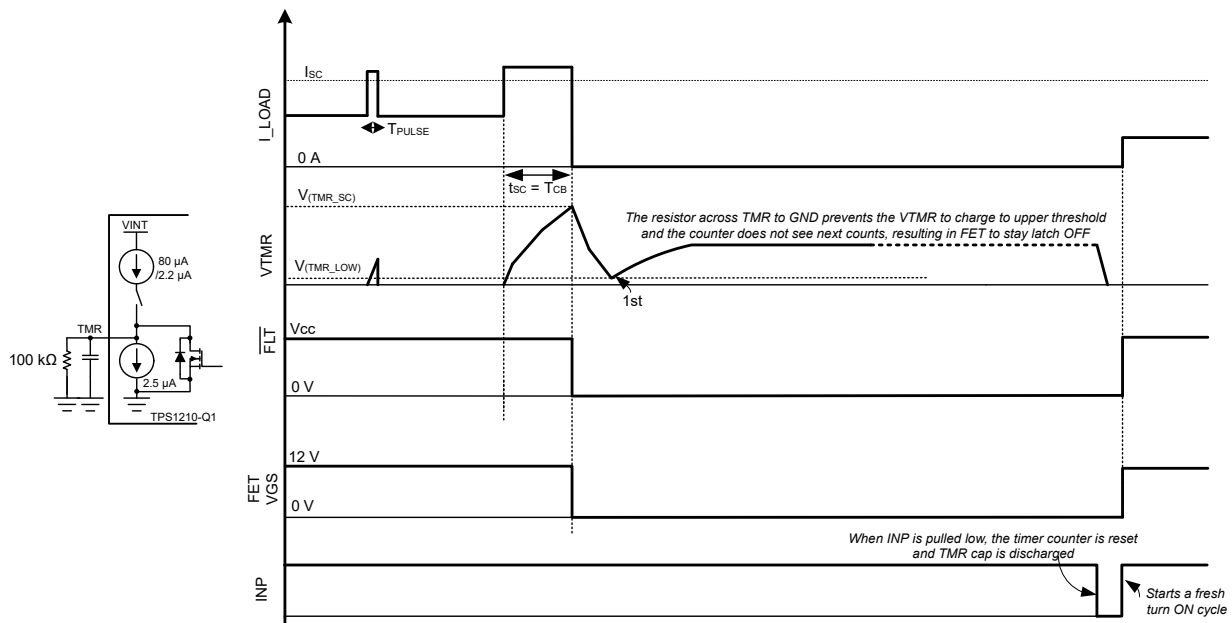 I_LOAD
ISC
TPULSE
0 A
tSC = TCB
VTMR
V(TMR_SC)
The resistor across TMR to GND prevents the VTMR to charge to upper threshold
and the counter does not see next counts, resulting in FET to stay latch OFF
V(TMR_LOW)
1st
VINT
80 µA
/2.2 µA
TMR
100 kΩ
2.5 µA
TPS1210-Q1
FLT
Vcc
0 V
FET
VGS
12 V
0 V
When INP is pulled low, the timer counter is reset
and TMR cap is discharged
INP
Starts a fresh
turn ON cycle